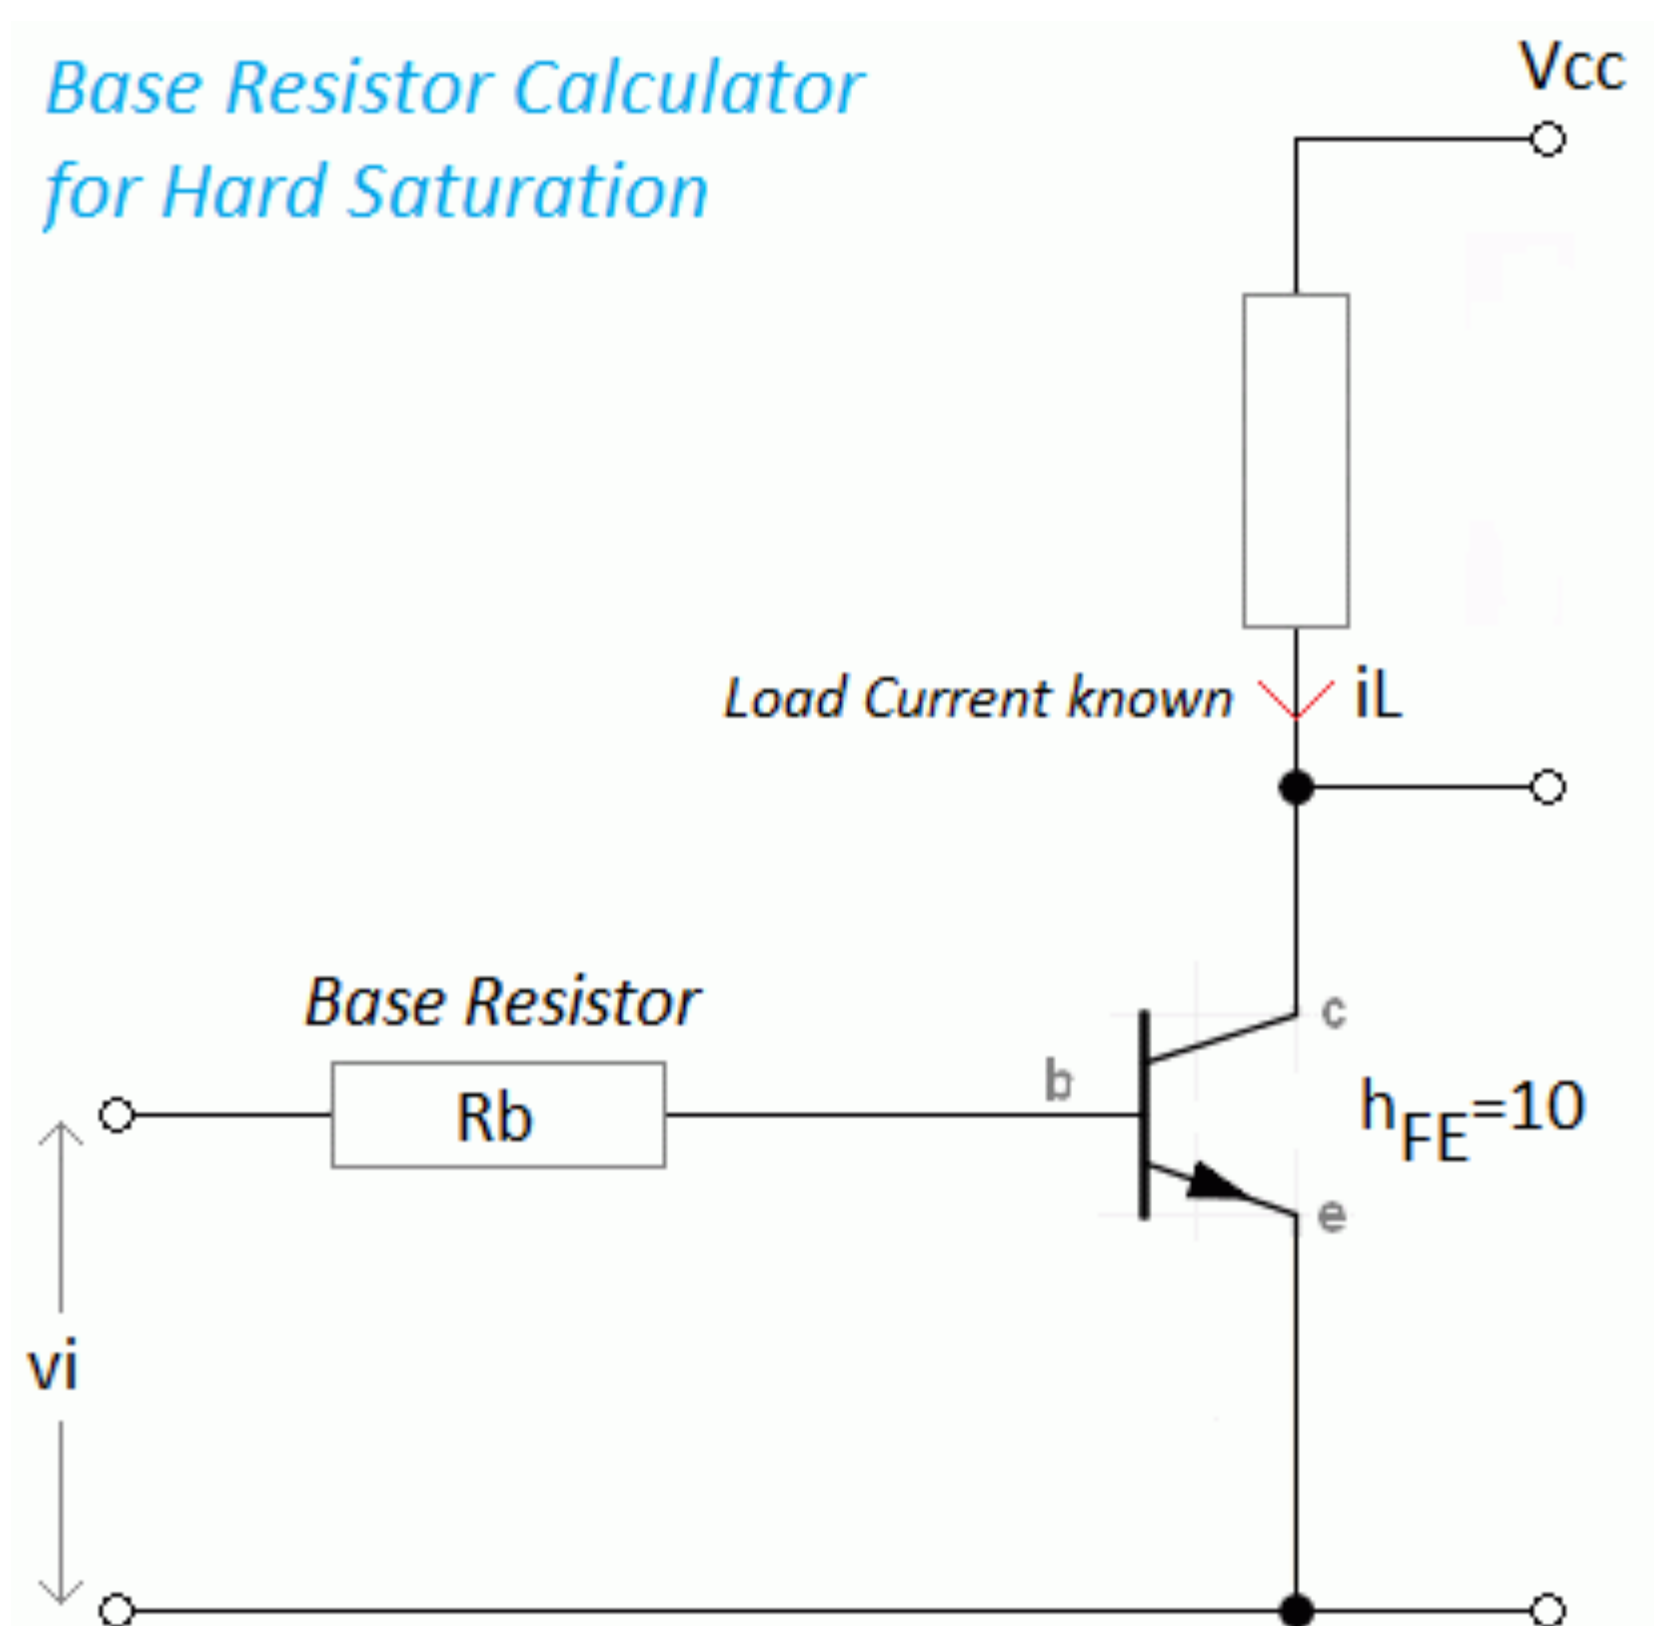 Base Resistor Calculator
for Hard Saturation
Vcc
Load Current known
iL
Base Resistor
Rb
b
c
hFE=10
e
vi